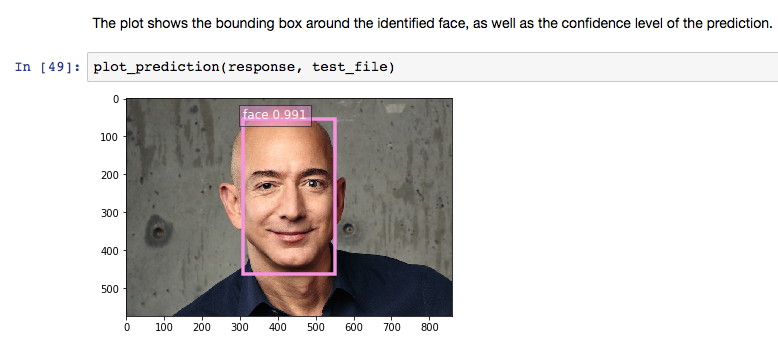 The plot shows the bounding box around the identified face, as well as the confidence level of the prediction.
In [49]: plot_prediction(response, test_file)
0
face 0.991
100
200
300
400
500
0 100 200 300 400 500 600 700 800